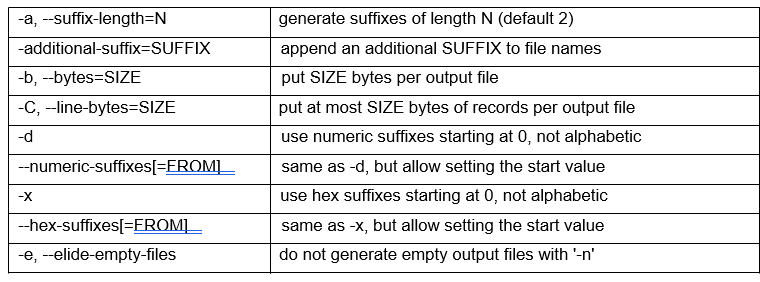 -a, --suffix-length=N generate suffixes of length N (default 2)
-additional-suffix=SUFFIX append an additional SUFFIX to file names
-b, --bytes=SIZE put SIZE bytes per output file
-C, --line-bytes=SIZE put at most SIZE bytes of records per output file
-d use numeric suffixes starting at 0, not alphabetic
--numeric-suffixes[=FROM] same as -d, but allow setting the start value
-x use hex suffixes starting at 0, not alphabetic
--hex-suffixes[=FROM] same as -x, but allow setting the start value
-e, --elide-empty-files do not generate empty output files with '-n'